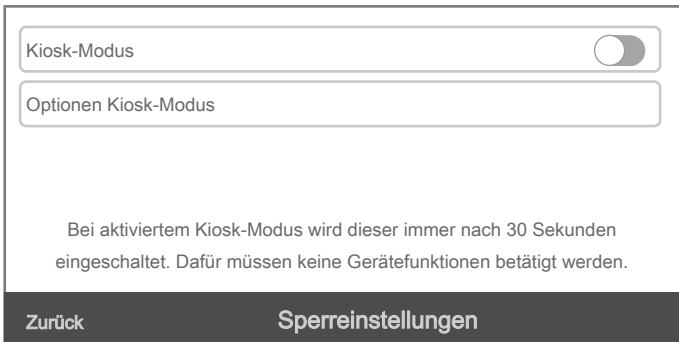 Kiosk-Modus
Optionen Kiosk-Modus
Bei aktiviertem Kiosk-Modus wird dieser immer nach 30 Sekunden
eingeschaltet. Dafür müssen keine Gerätefunktionen betätigt werden.
Zurück
Sperreinstellungen